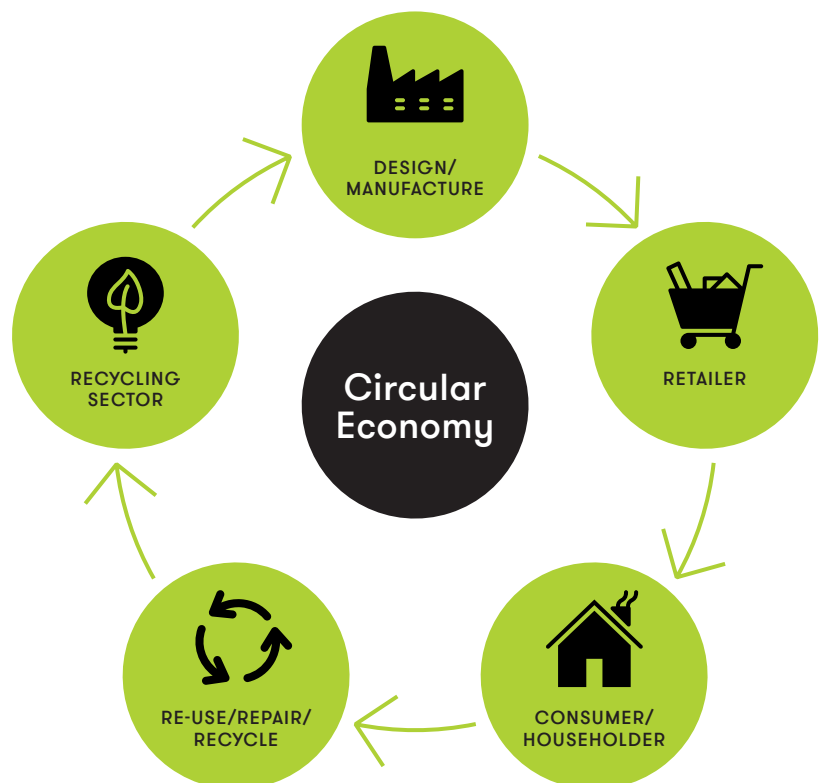 DESIGN/
MANUFACTURE
RETAILER
CONSUMER/
HOUSEHOLDER
RE-USE/REPAIR/
RECYCLE
RECYCLING
SECTOR
Circular
Economy